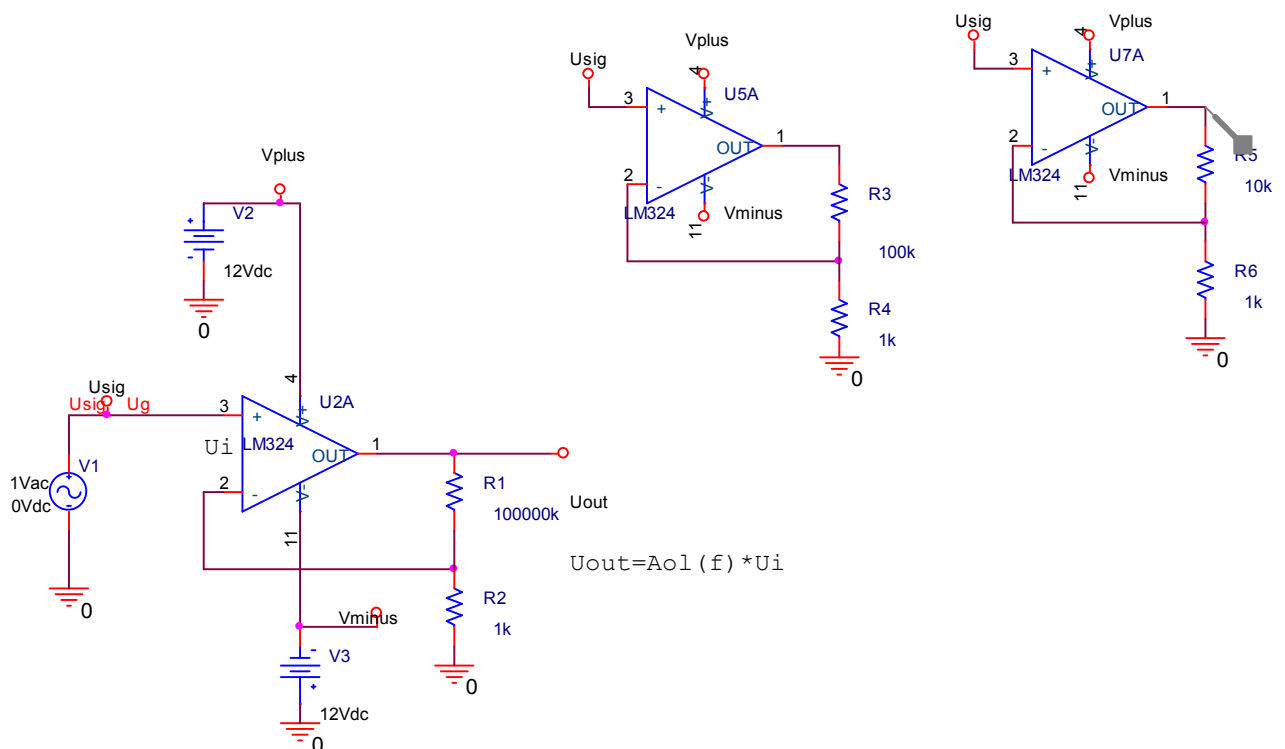 Usig
Vplus
4
3
+
V+
U5A
OUT
1
2
-
V-
LM324
11
Vminus
R3
100k
R4
1k
0
Usig
Vplus
4
3
+
V+
U7A
OUT
1
2
-
V-
LM324
11
Vminus
R5
10k
R6
1k
0
Vplus
+
V2
-
12Vdc
0
4
Usig
Usig Ug
3
+
V+
U2A
Ui
LM324
OUT
1
2
-
V-
11
V1
+
1Vac
0Vdc
-
0
R1
100000k
Uout
Uout=Aol(f)*Ui
R2
1k
0
Vminus
-
V3
+
12Vdc
0